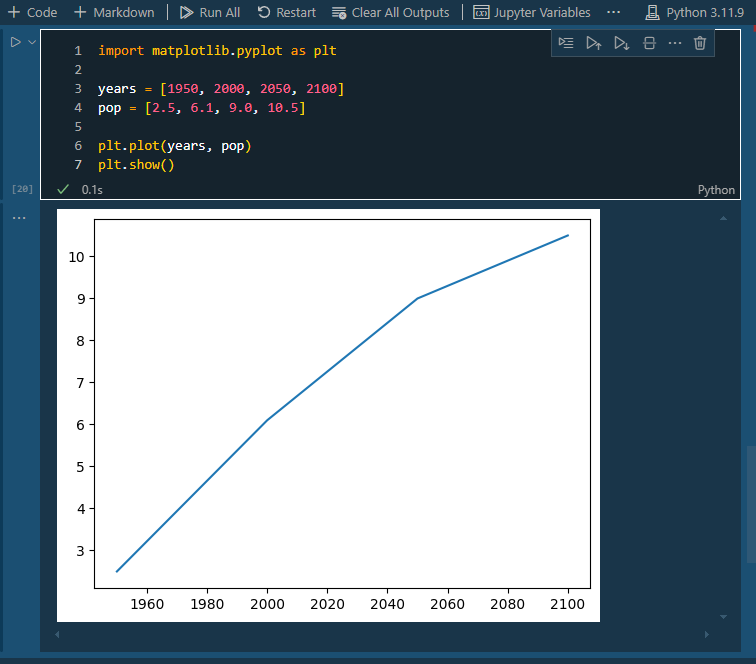 + Code + Markdown Run All Restart Clear All Outputs Jupyter Variables ··· Python 3.11.9
1 import matplotlib.pyplot as plt
2
3 years = [1950, 2000, 2050, 2100]
4 pop = [2.5, 6.1, 9.0, 10.5]
5
6 plt.plot(years, pop)
7 plt.show()
[20] ✓ 0.1s Python
10
9
8
7
6
5
4
3
1960 1980 2000 2020 2040 2060 2080 2100